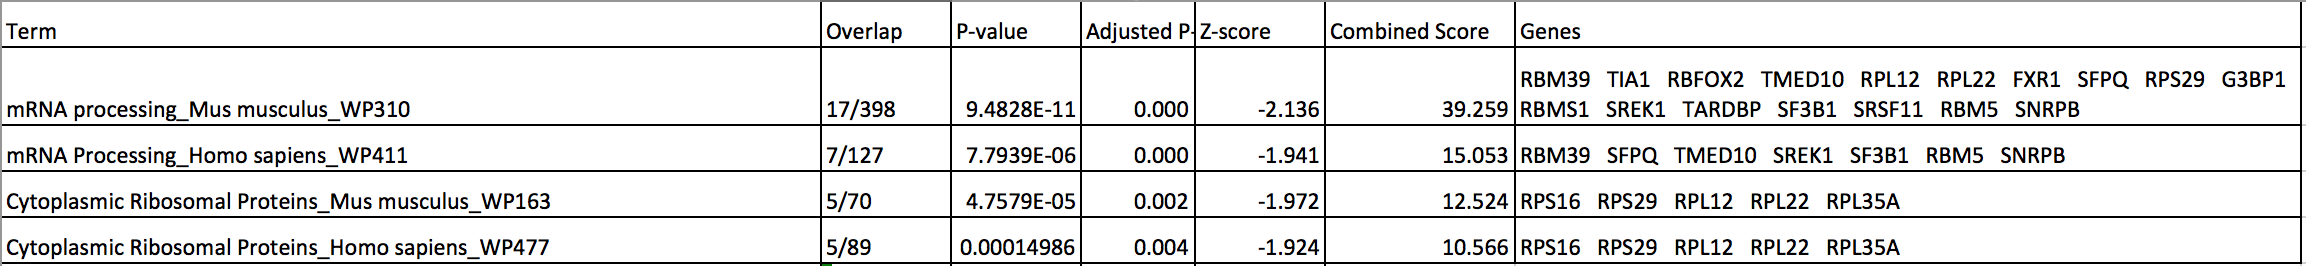 Term Overlap P-value Adjusted P- Z-score Combined Score Genes
RBM39 TIA1 RBFOX2 TMED10 RPL12 RPL22 FXR1 SFPQ RPS29 G3BP1
mRNA processing_Mus musculus_WP310 17/398 9.4828E-11 0.000 -2.136 39.259 RBMS1 SREK1 TARDBP SF3B1 SRSF11 RBM5 SNRPB
mRNA Processing_Homo sapiens_WP411 7/127 7.7939E-06 0.000 -1.941 15.053 RBM39 SFPQ TMED10 SREK1 SF3B1 RBM5 SNRPB
Cytoplasmic Ribosomal Proteins_Mus musculus_WP163 5/70 4.7579E-05 0.002 -1.972 12.524 RPS16 RPS29 RPL12 RPL22 RPL35A
Cytoplasmic Ribosomal Proteins_Homo sapiens_WP477 5/89 0.00014986 0.004 -1.924 10.566 RPS16 RPS29 RPL12 RPL22 RPL35A